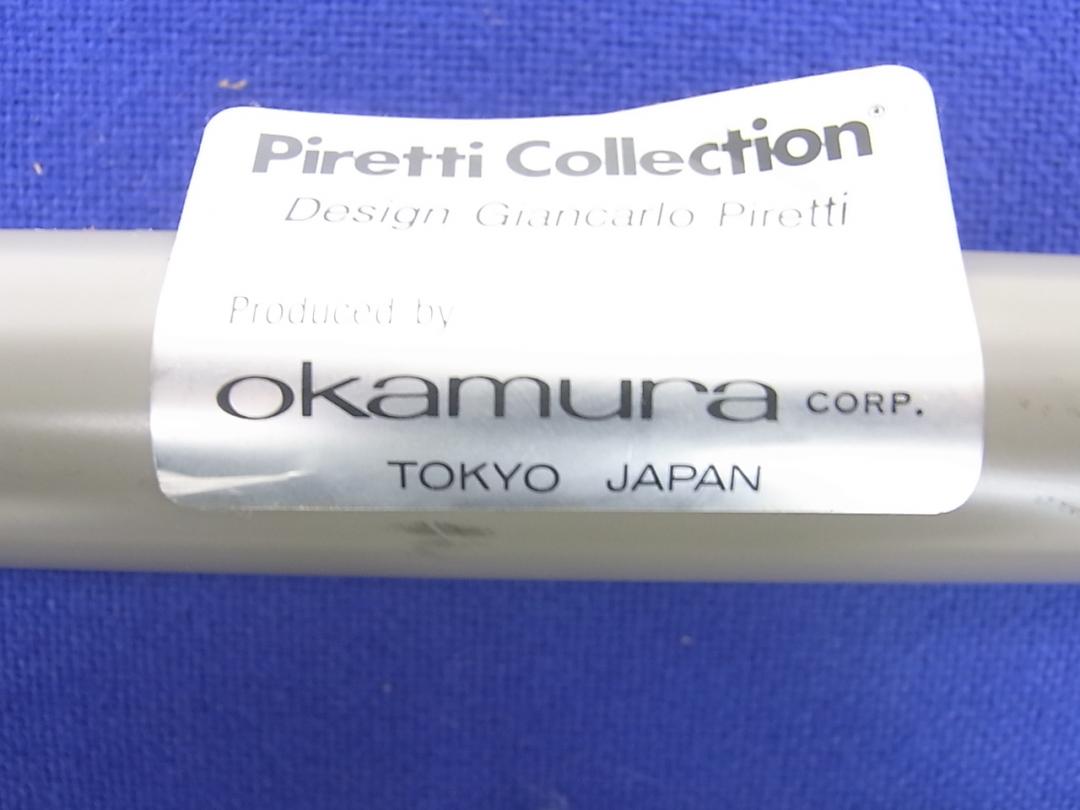 Piretti Collection®
Design Giancarlo Piretti
Produced by
okamura CORP.
TOKYO JAPAN